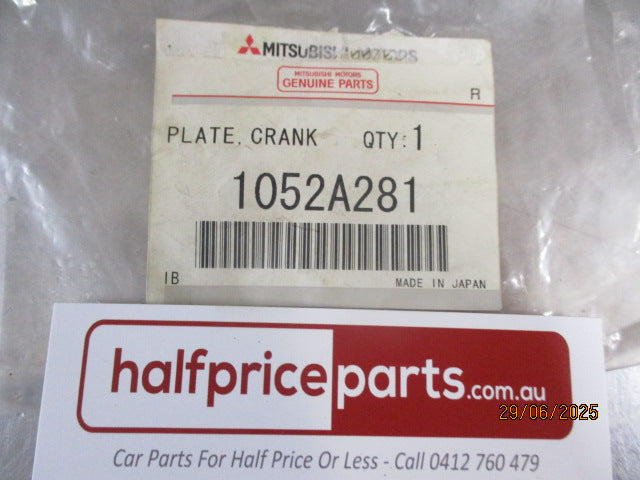 MITSUBISHI MOTORS
MITSUBISHI MOTORS
GENUINE PARTS
R
PLATE, CRANK QTY:1
1052A281
IB MADE IN JAPAN
halfpriceparts.com.au
29/06/2025
Car Parts For Half Price Or Less - Call 0412 760 479